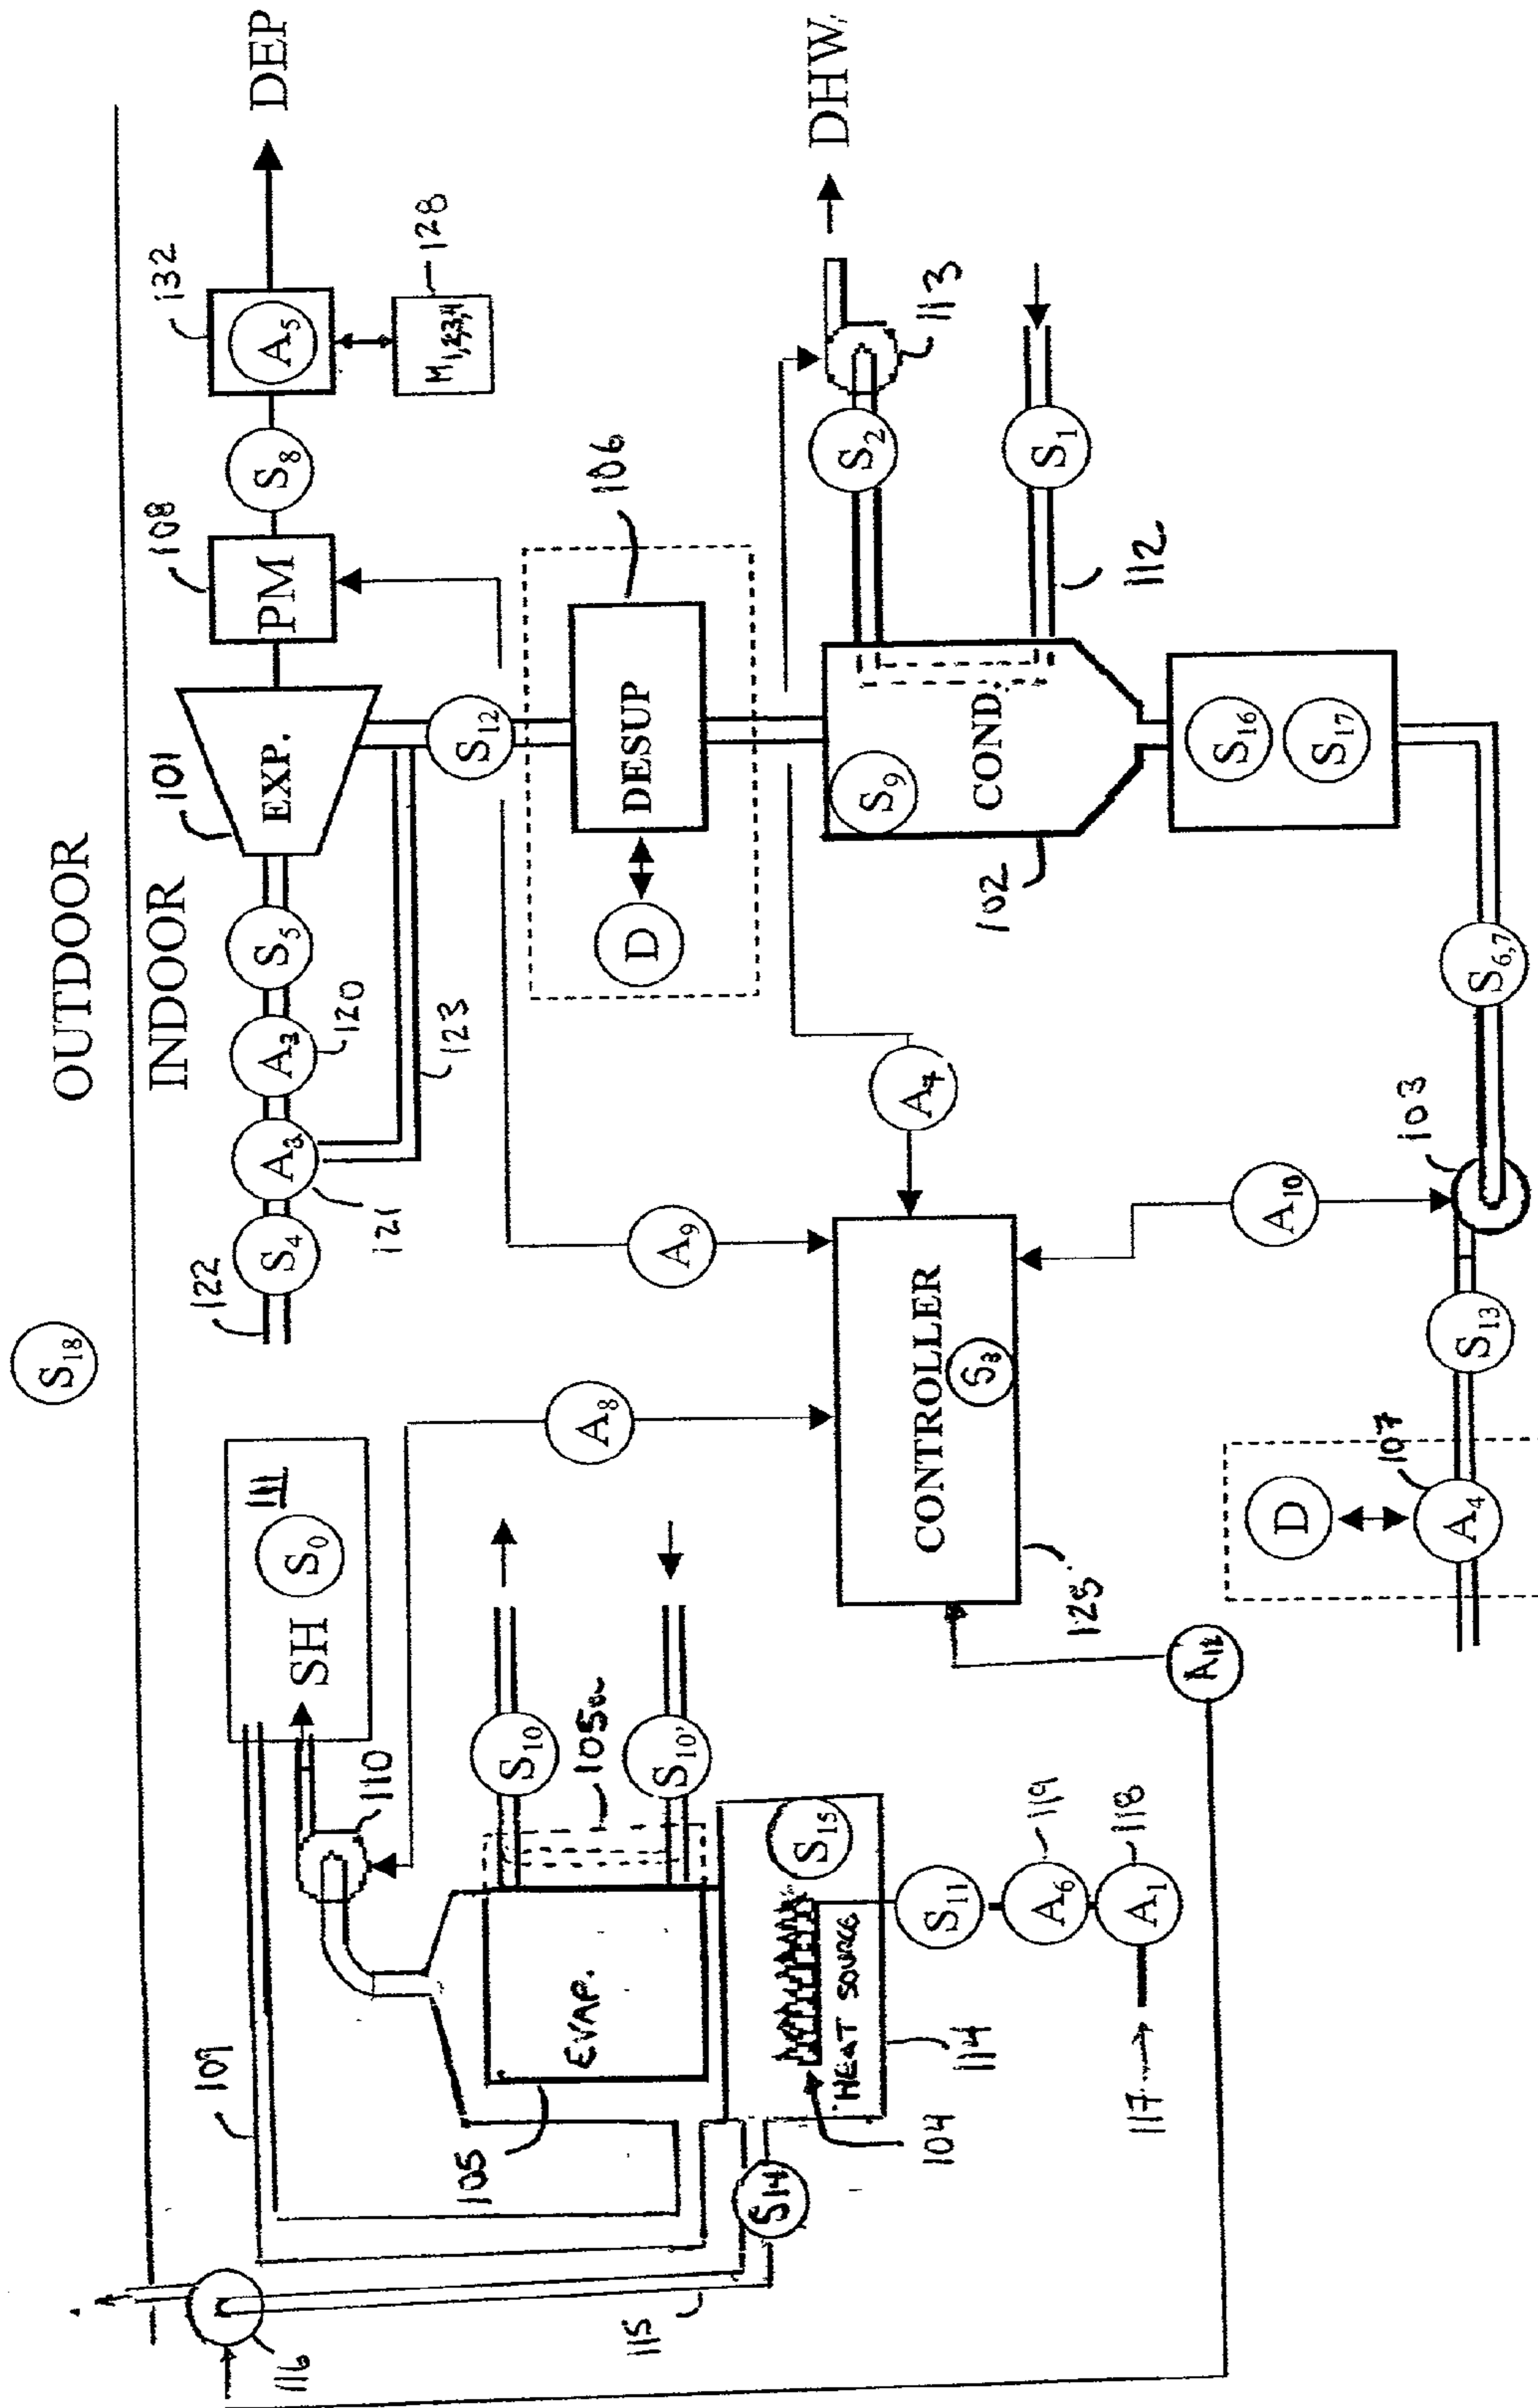 OUTDOOR
INDOOR
S18
DEP
132
A5
128
M1,2,3,4
S8
108
PM
101
EXP.
S5
A3
120
A2
121
S4
122
123
S12
106
DESUP
D
DHW
113
S2
S1
112
COND.
S9
102
S16
S17
S6,7
103
A7
A9
A10
A8
CONTROLLER
S3
125
S13
107
A4
D
A12
111
S0
SH
110
109
S10
S10'
105a
EVAP.
105
S15
HEAT SOURCE
104
114
S11
A6
119
A1
118
117
S14
115
116